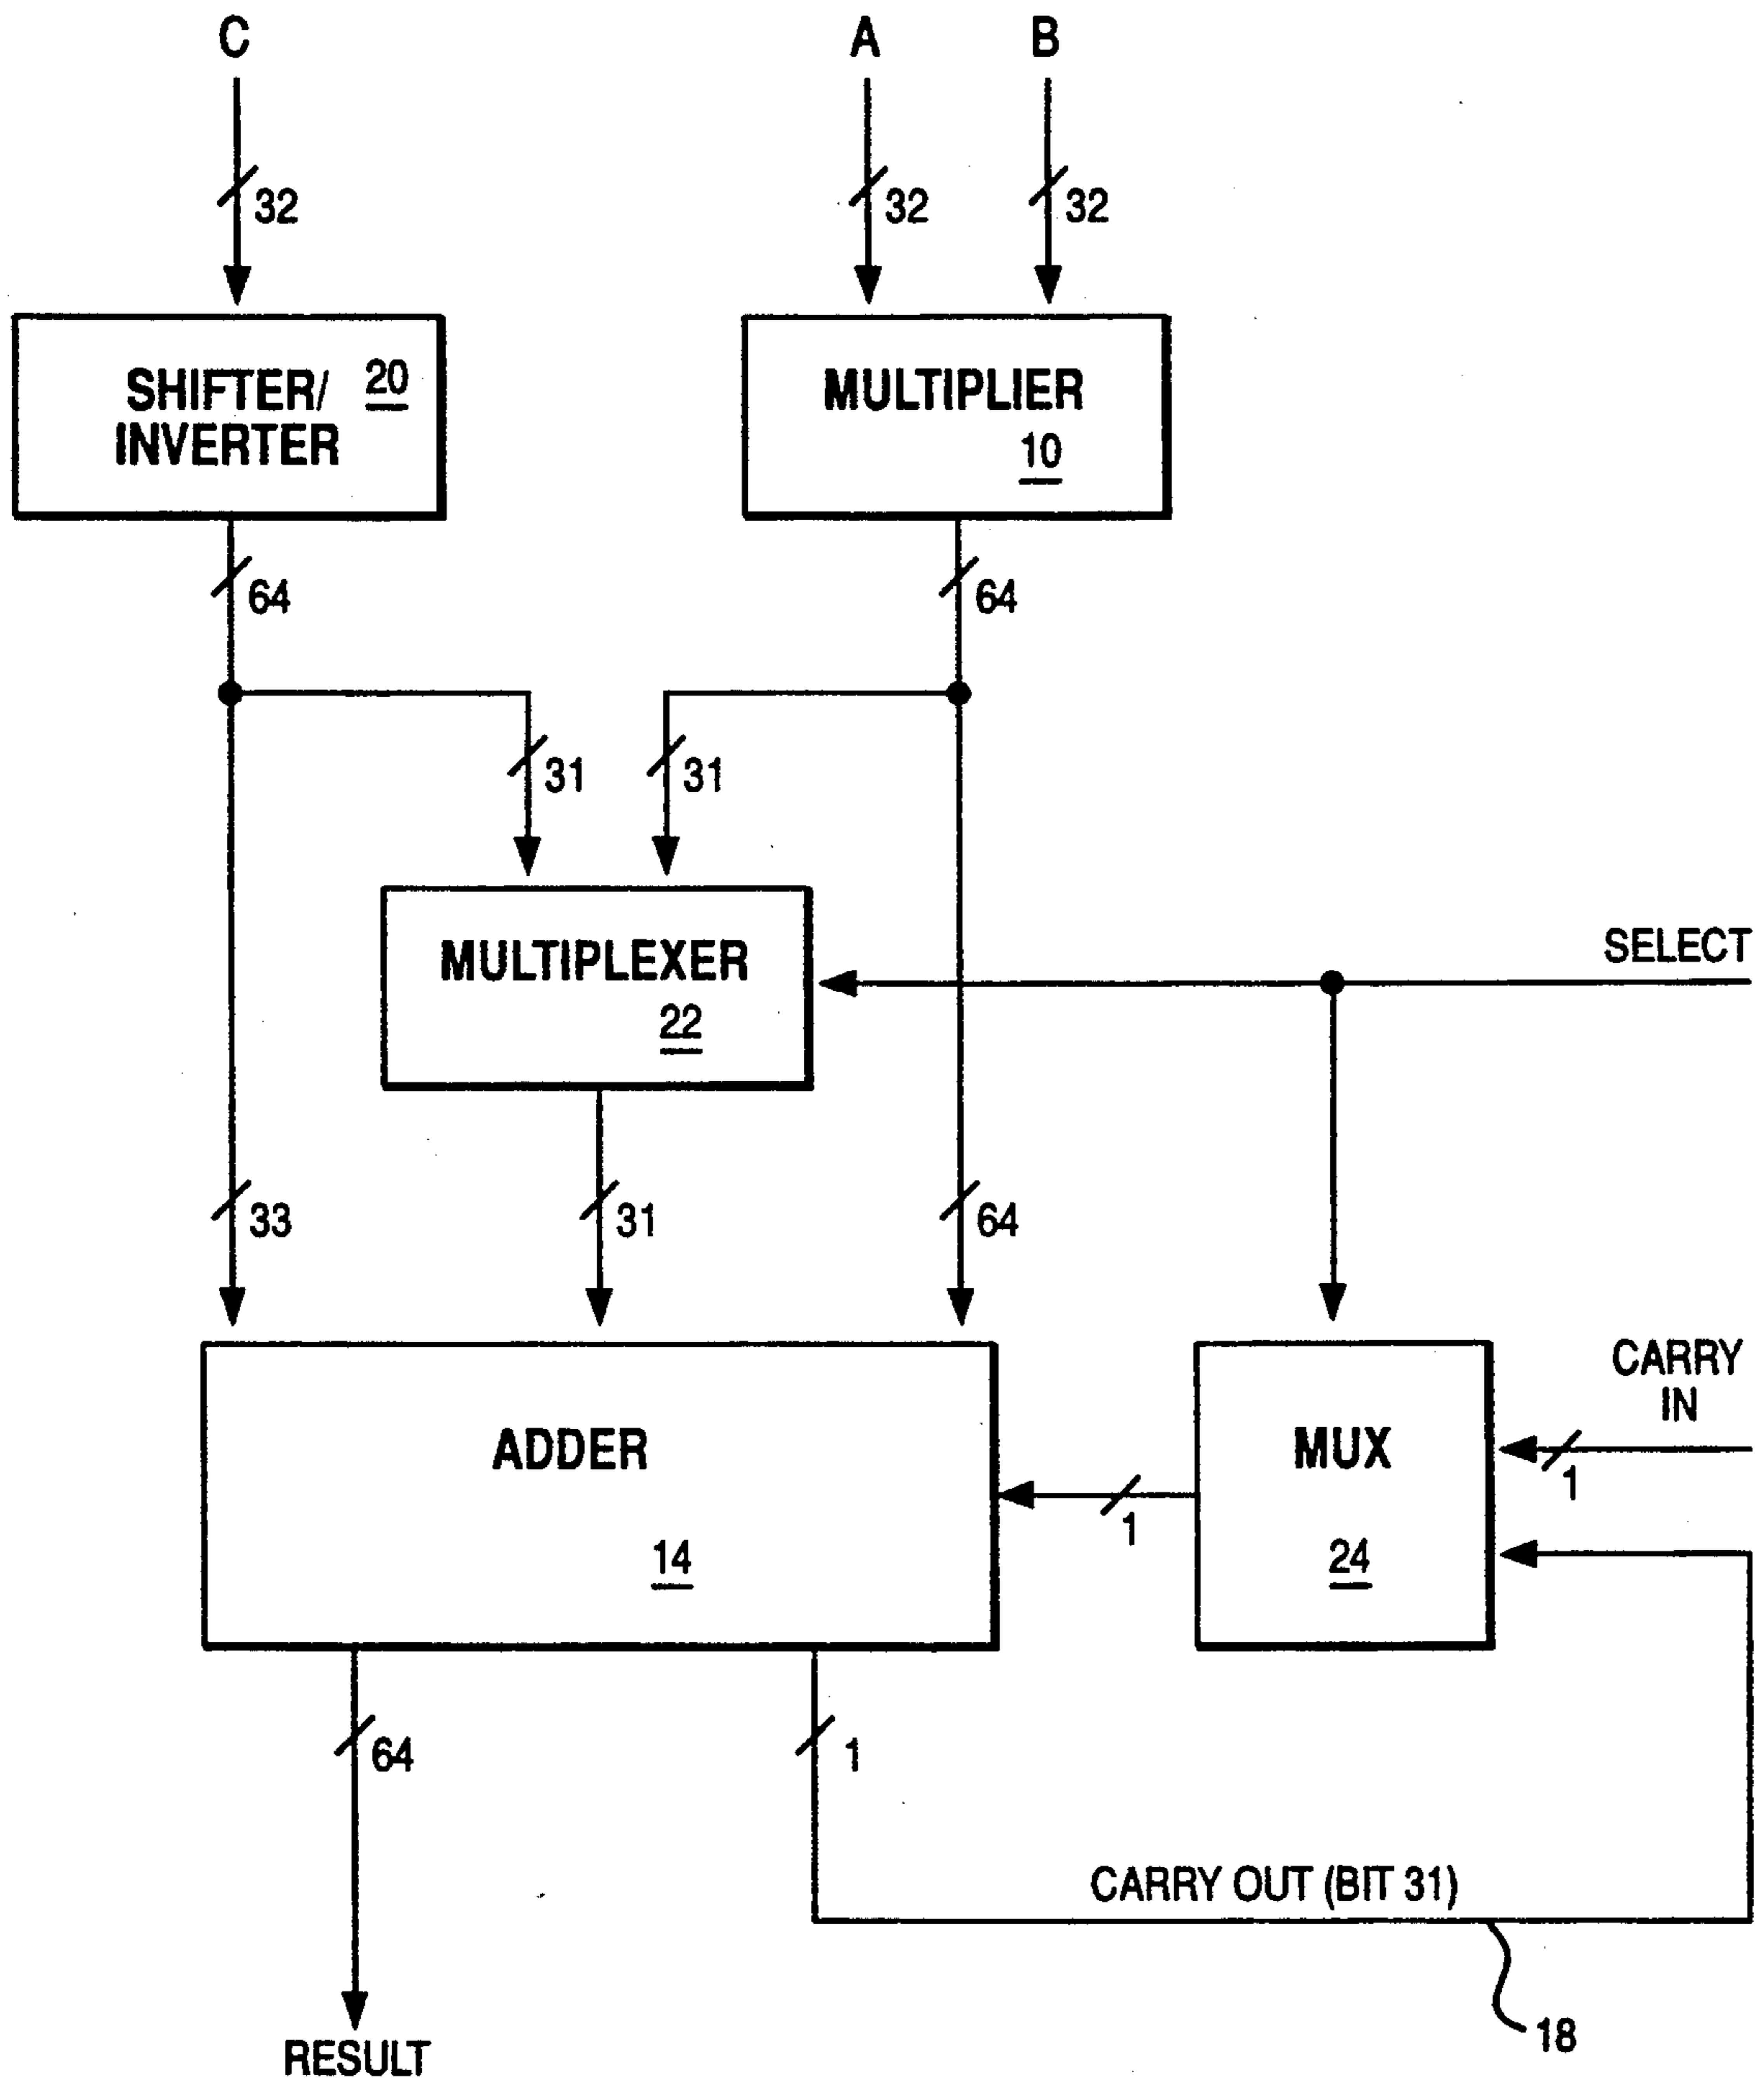 C
A
B
32
32
32
SHIFTER/
INVERTER
20
MULTIPLIER
10
64
64
31
31
MULTIPLEXER
22
SELECT
33
31
64
ADDER
14
MUX
24
CARRY
IN
1
1
64
1
CARRY OUT (BIT 31)
18
RESULT